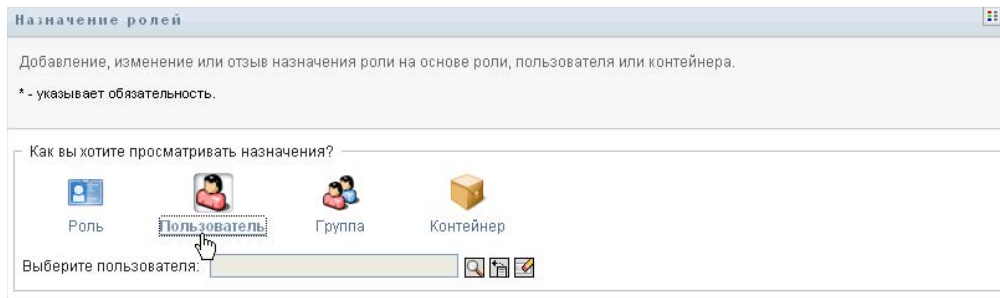 Назначение ролей
Добавление, изменение или отзыв назначения роли на основе роли, пользователя или контейнера.
* - указывает обязательность.
Как вы хотите просматривать назначения?
Роль Пользователь Группа Контейнер
Выберите пользователя: